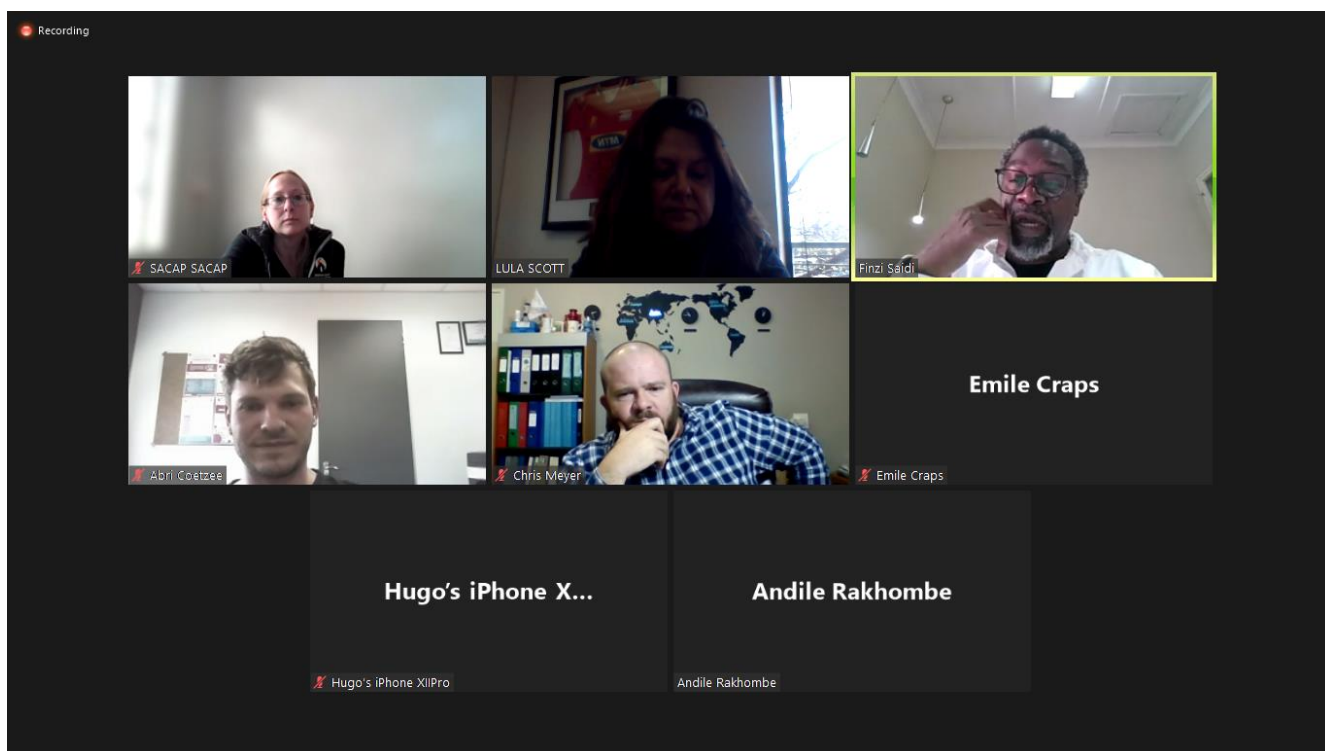 Recording
SACAP SACAP
MTN
LULA SCOTT
Finzi Saidi
Abri Coetzee
Chris Meyer
Emile Craps
Emile Craps
Hugo's iPhone X...
Hugo's iPhone XIIPro
Andile Rakhombe
Andile Rakhombe